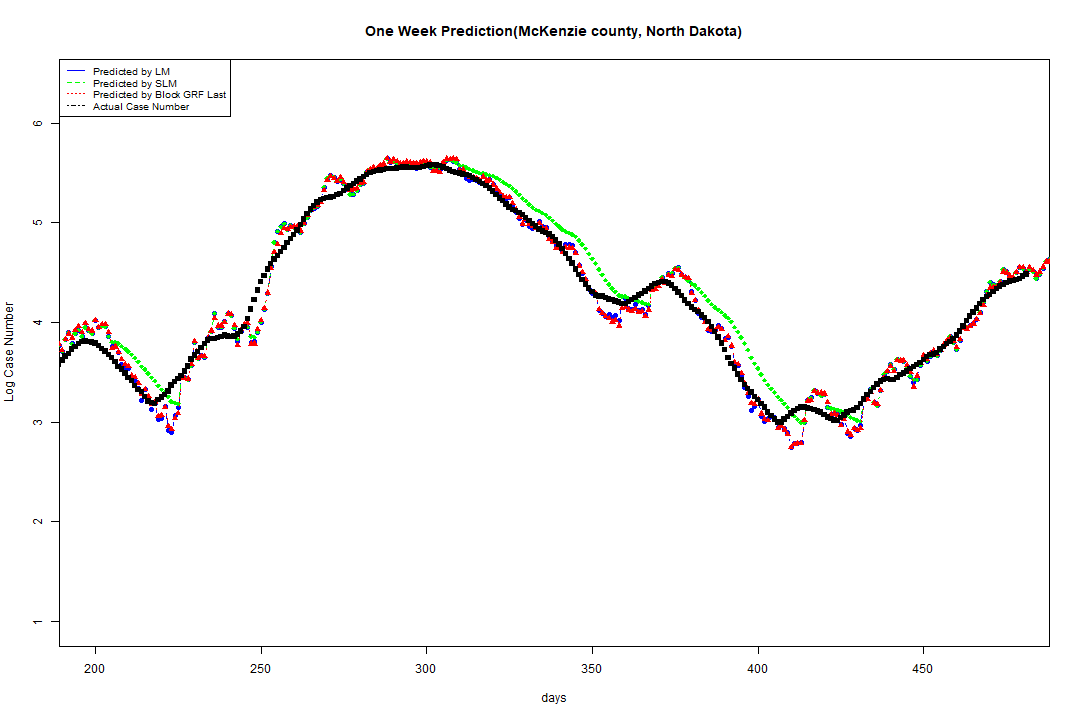 One Week Prediction(McKenzie county, North Dakota)
Predicted by LM
Predicted by SLM
Predicted by Block GRF Last
Actual Case Number
6
5
4
3
2
1
Log Case Number
200 250 300 350 400 450
days